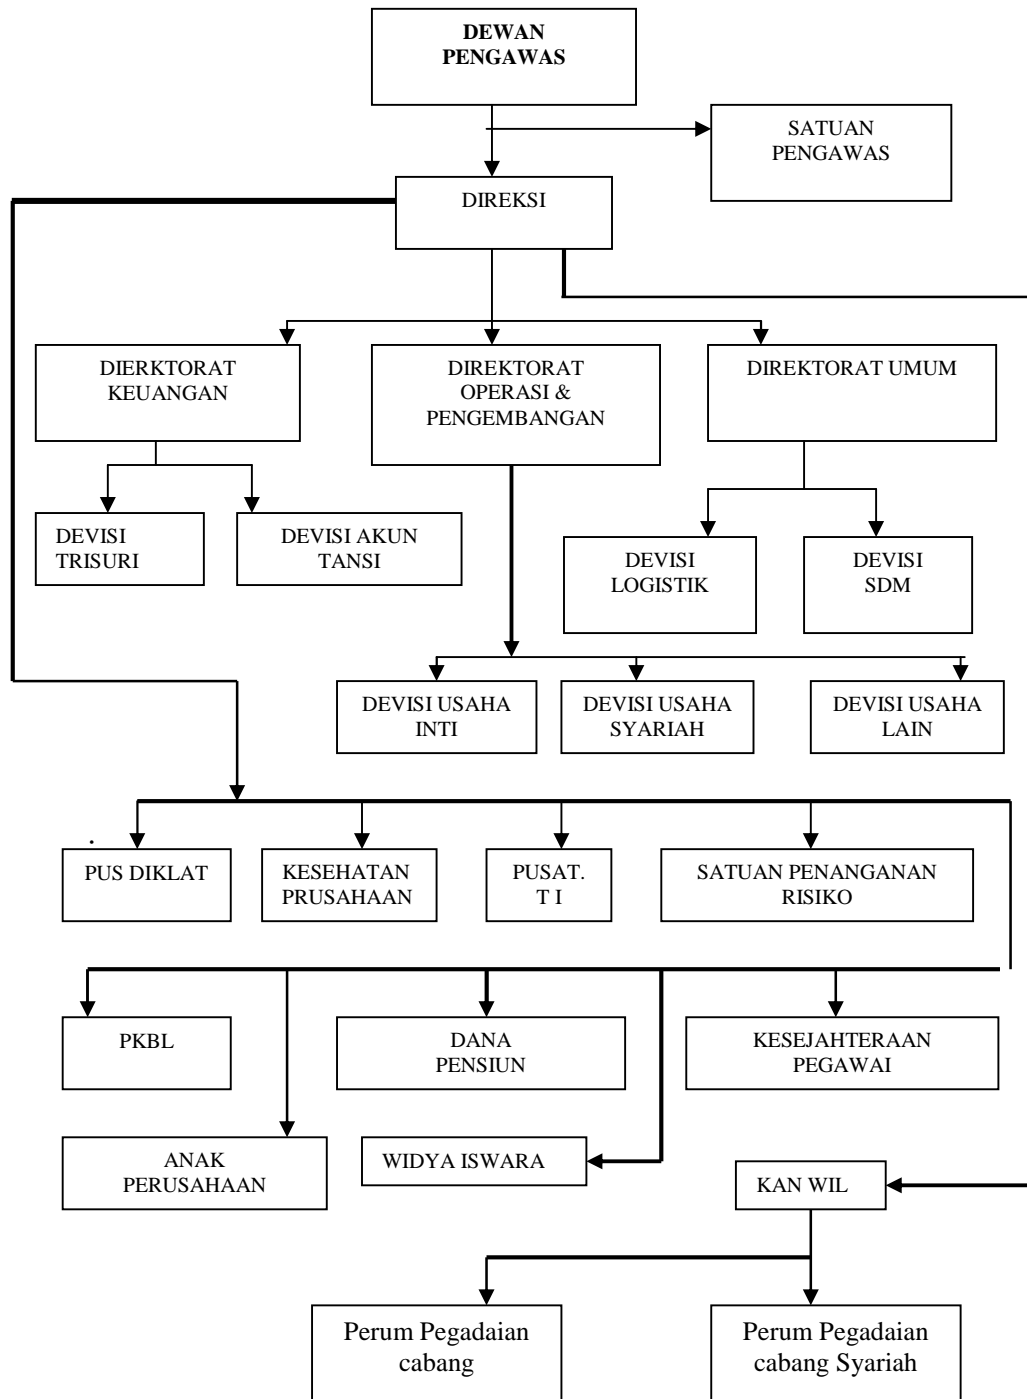 DEWAN
PENGAWAS
SATUAN
PENGAWAS
DIREKSI
DIERKTORAT
KEUANGAN
DIREKTORAT
OPERASI &
PENGEMBANGAN
DIREKTORAT UMUM
DEVISI
TRISURI
DEVISI AKUN
TANSI
DEVISI
LOGISTIK
DEVISI
SDM
DEVISI USAHA
INTI
DEVISI USAHA
SYARIAH
DEVISI USAHA
LAIN
.
PUS DIKLAT
KESEHATAN
PRUSAHAAN
PUSAT.
T I
SATUAN PENANGANAN
RISIKO
PKBL
DANA
PENSIUN
KESEJAHTERAAN
PEGAWAI
ANAK
PERUSAHAAN
WIDYA ISWARA
KAN WIL
Perum Pegadaian
cabang
Perum Pegadaian
cabang Syariah